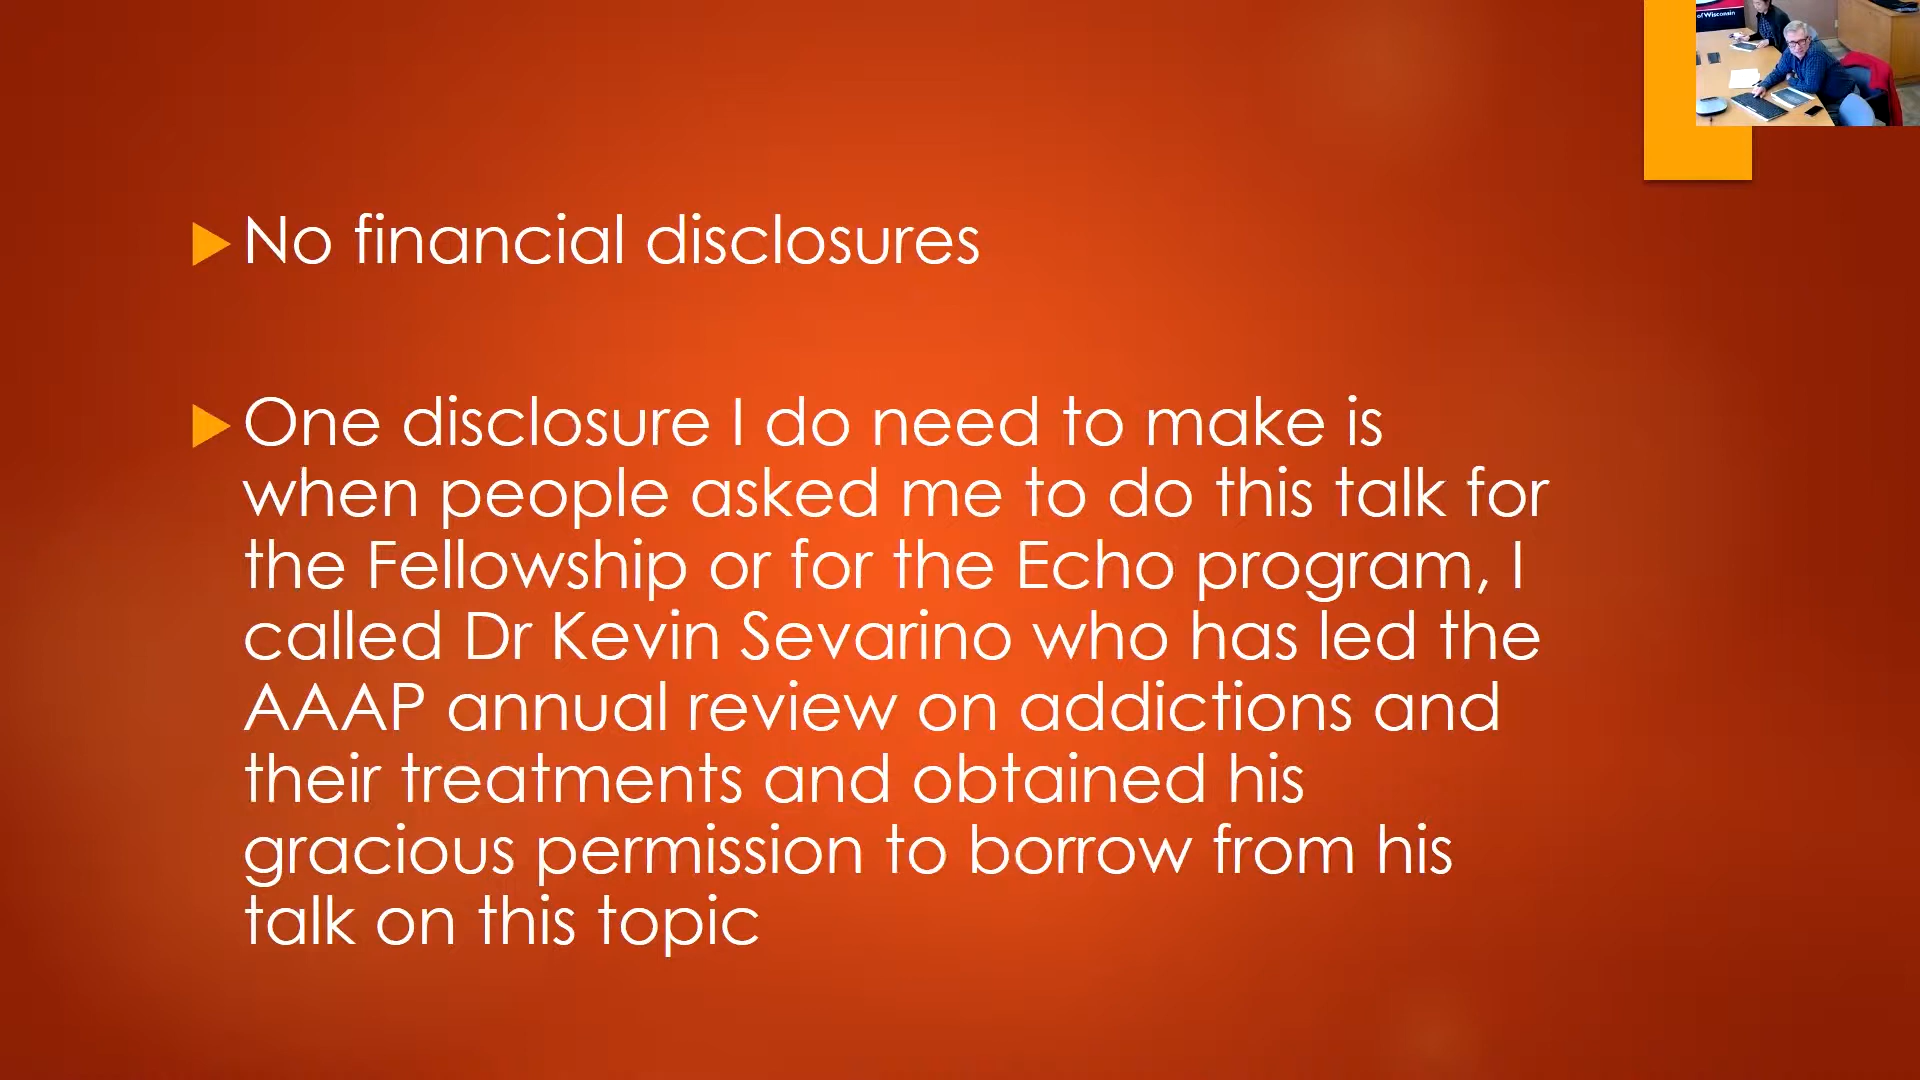 of Wisconsin
No financial disclosures
One disclosure I do need to make is
when people asked me to do this talk for
the Fellowship or for the Echo program, I
called Dr Kevin Sevarino who has led the
AAAP annual review on addictions and
their treatments and obtained his
gracious permission to borrow from his
talk on this topic